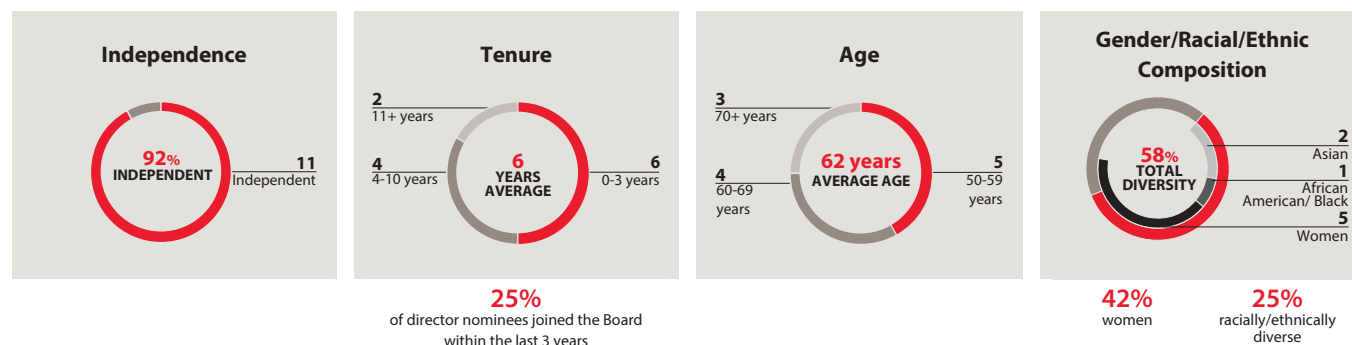 Independence
92%
INDEPENDENT
11
Independent
Tenure
2
11+ years
4
4-10 years
6
YEARS
AVERAGE
6
0-3 years
25%
of director nominees joined the Board
within the last 3 years
Age
3
70+ years
4
60-69
years
62 years
AVERAGE AGE
5
50-59
years
Gender/Racial/Ethnic
Composition
58%
TOTAL
DIVERSITY
2
Asian
1
African
American/ Black
5
Women
42%
women
25%
racially/ethnically
diverse